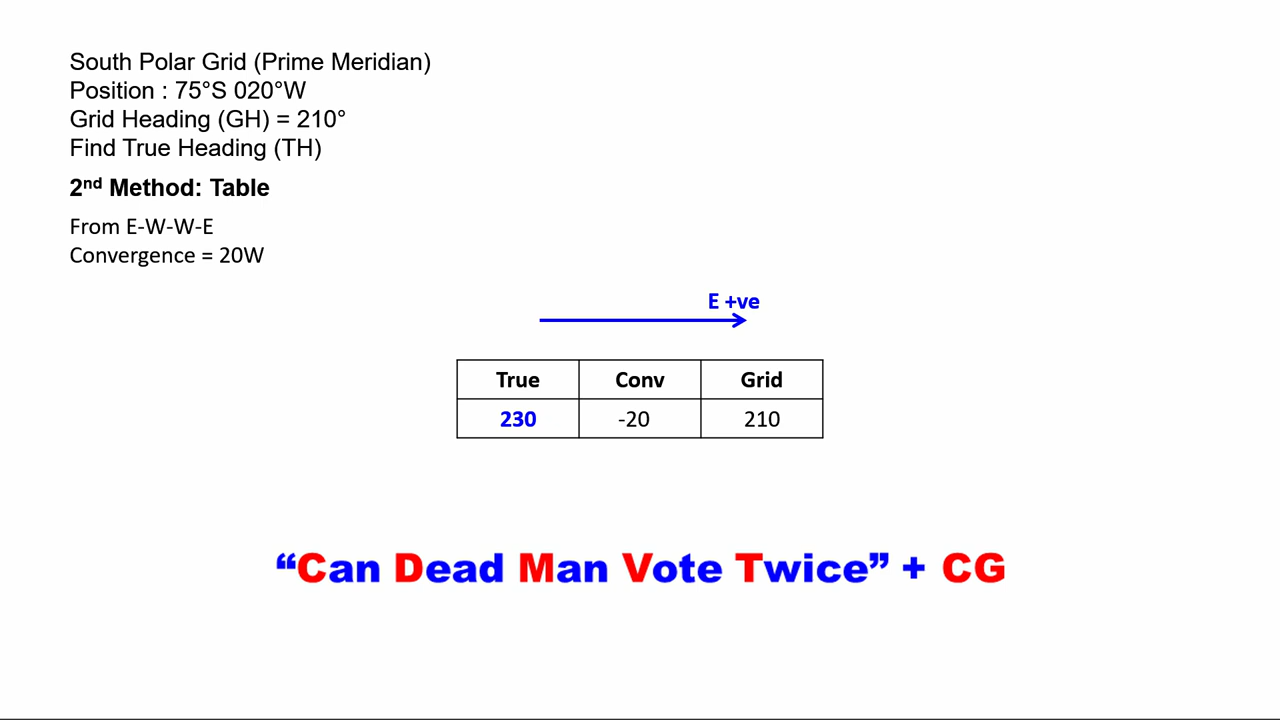 South Polar Grid (Prime Meridian)
Position : 75°S 020°W
Grid Heading (GH) = 210°
Find True Heading (TH)
2nd Method: Table
From E-W-W-E
Convergence = 20W
E +ve
True Conv Grid
230 -20 210
“Can Dead Man Vote Twice” + CG